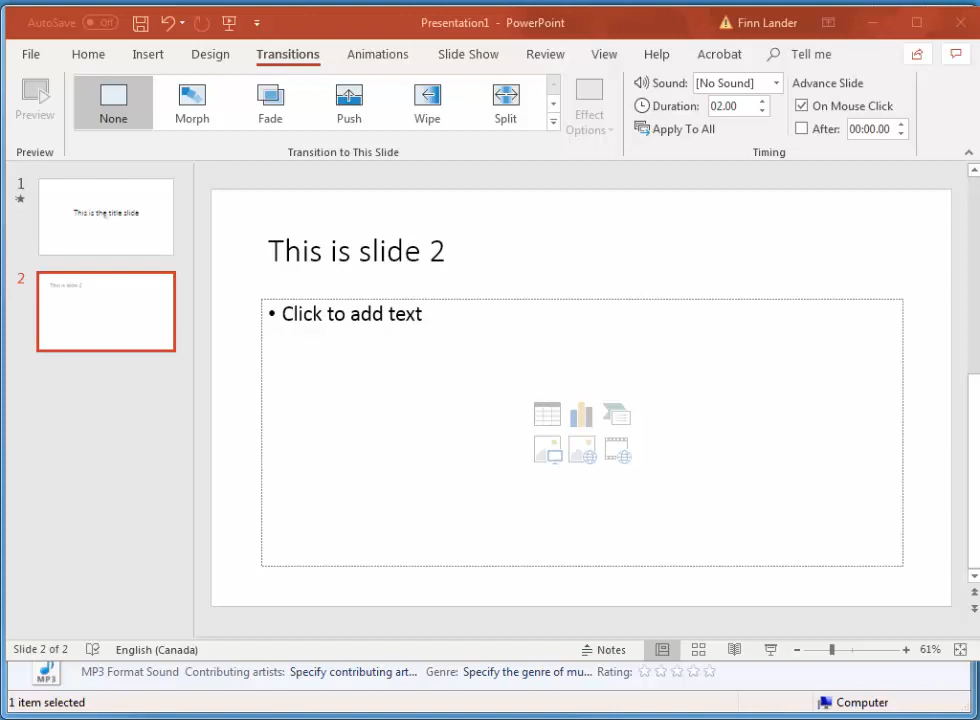 AutoSave Off Presentation1 - PowerPoint Finn Lander
File Home Insert Design Transitions Animations Slide Show Review View Help Acrobat Tell me
Preview None Morph Fade Push Wipe Split Effect Options
Sound: [No Sound] Advance Slide
Duration: 02.00 On Mouse Click
Apply To All After: 00:00.00
Preview Transition to This Slide Timing
1
This is the title slide
2
This is slide 2
This is slide 2
• Click to add text
Slide 2 of 2 English (Canada) Notes 61%
MP3 MP3 Format Sound Contributing artists: Specify contributing art... Genre: Specify the genre of mu... Rating:
1 item selected Computer